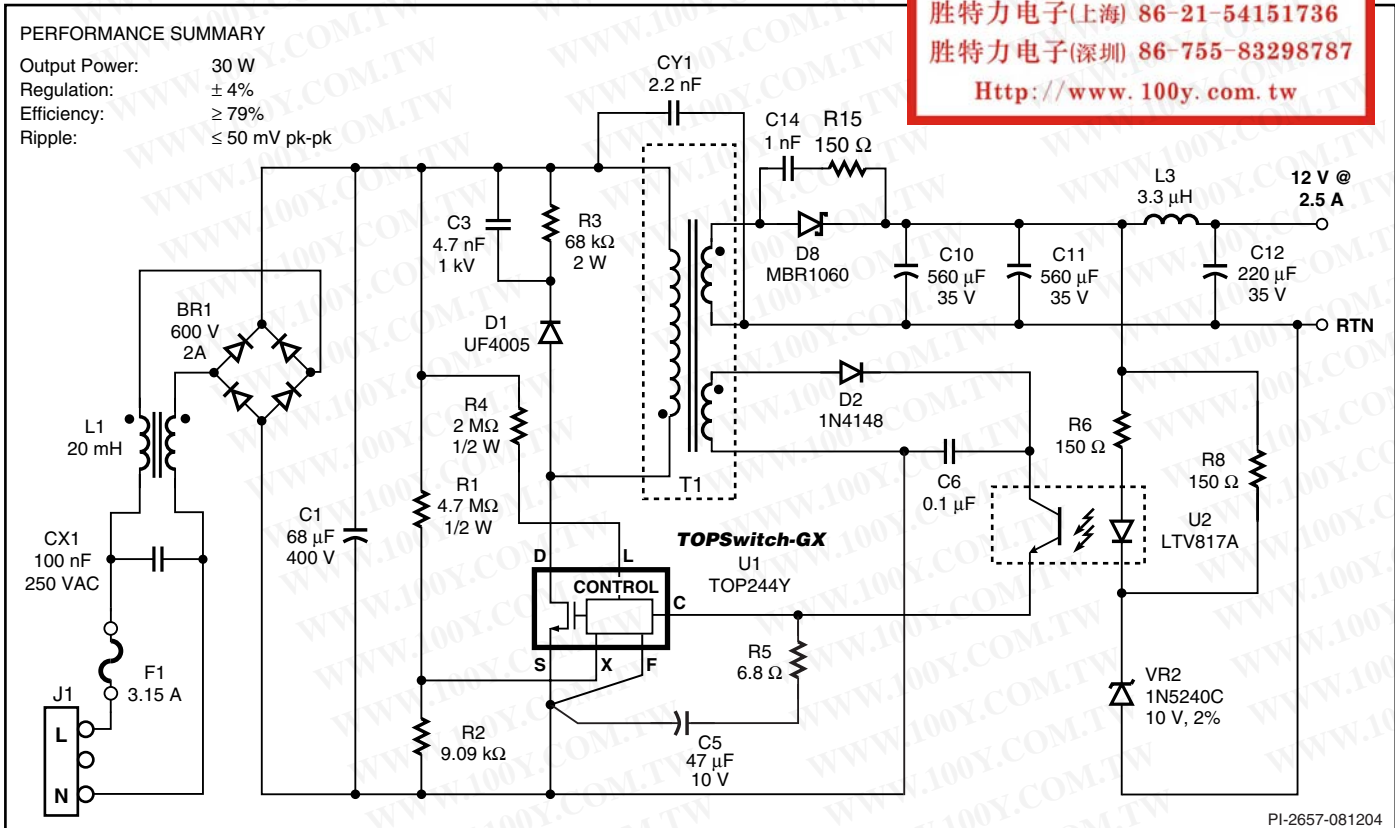 胜特力电子(上海) 86-21-54151736
胜特力电子(深圳) 86-755-83298787
Http://www. 100y. com. tw
PERFORMANCE SUMMARY
Output Power: 30 W
Regulation: ± 4%
Efficiency: ≥ 79%
Ripple: ≤ 50 mV pk-pk
CY1
2.2 nF
C14
1 nF
R15
150 Ω
L3
3.3 µH
12 V @
2.5 A
C3
4.7 nF
1 kV
R3
68 kΩ
2 W
D8
MBR1060
C10
560 µF
35 V
C11
560 µF
35 V
C12
220 µF
35 V
BR1
600 V
2A
D1
UF4005
RTN
D2
1N4148
R4
2 MΩ
1/2 W
L1
20 mH
R6
150 Ω
R8
150 Ω
T1
C6
0.1 µF
R1
4.7 MΩ
1/2 W
C1
68 µF
400 V
CX1
100 nF
250 VAC
TOPSwitch-GX
U1
TOP244Y
U2
LTV817A
D
L
CONTROL
C
S
X
F
R5
6.8 Ω
F1
3.15 A
J1
L
N
VR2
1N5240C
10 V, 2%
R2
9.09 kΩ
C5
47 µF
10 V
PI-2657-081204
WWW.100Y.COM.TW